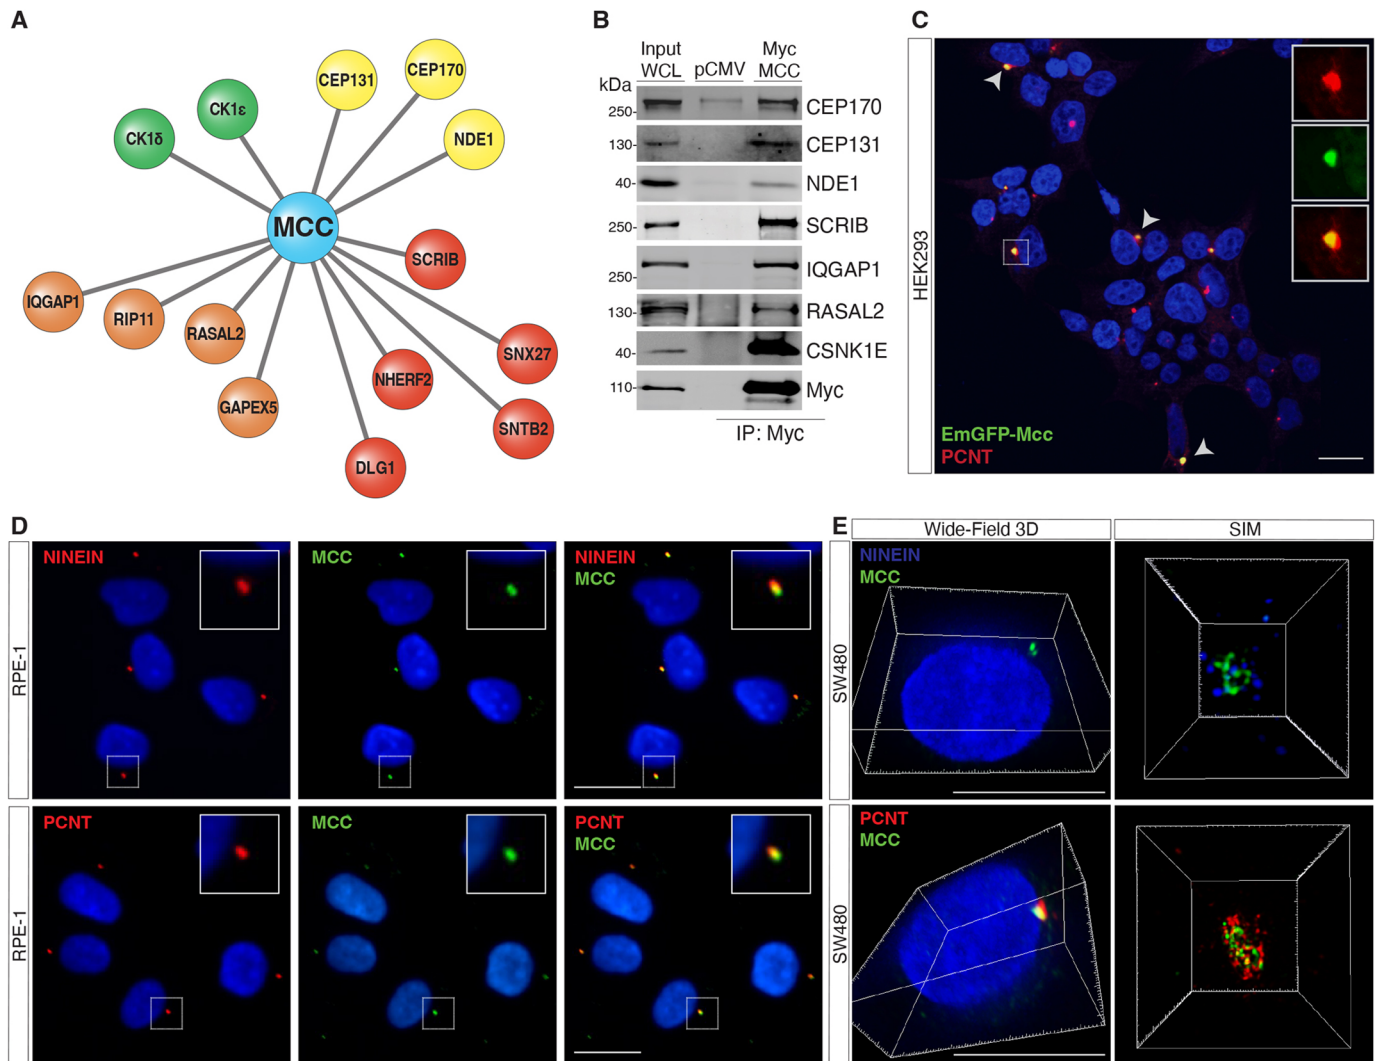 A
CEP131
CEP170
CK1ε
CK1δ
NDE1
MCC
SCRIB
IQGAP1
RIP11
RASAL2
SNX27
NHERF2
GAPEX5
SNTB2
DLG1
B
Input
WCL
pCMV
Myc
MCC
kDa
250-
CEP170
130-
CEP131
40-
NDE1
250-
SCRIB
250-
IQGAP1
130-
RASAL2
40-
CSNK1E
110-
Myc
IP: Myc
C
HEK293
EmGFP-Mcc
PCNT
D
RPE-1
NINEIN
MCC
NINEIN
MCC
RPE-1
PCNT
MCC
PCNT
MCC
E
Wide-Field 3D
SIM
SW480
NINEIN
MCC
SW480
PCNT
MCC